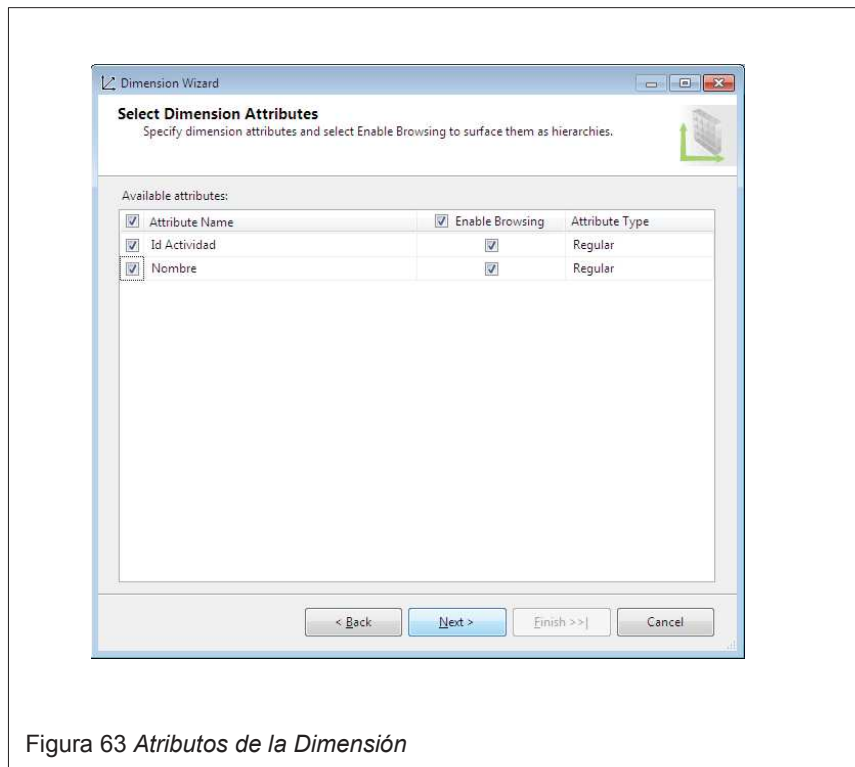 Dimension Wizard
Select Dimension Attributes
Specify dimension attributes and select Enable Browsing to surface them as hierarchies.
Available attributes:
Attribute Name Enable Browsing Attribute Type
Id Actividad Regular
Nombre Regular
< Back Next > Finish >>| Cancel
Figura 63 Atributos de la Dimensión